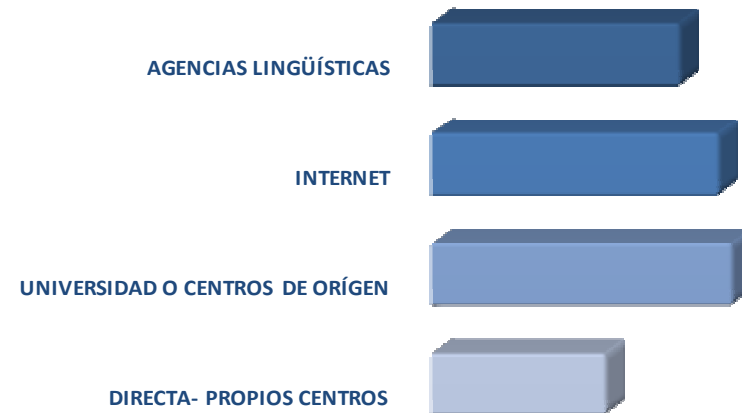 AGENCIAS LINGÜÍSTICAS
INTERNET
UNIVERSIDAD O CENTROS DE ORÍGEN
DIRECTA- PROPIOS CENTROS